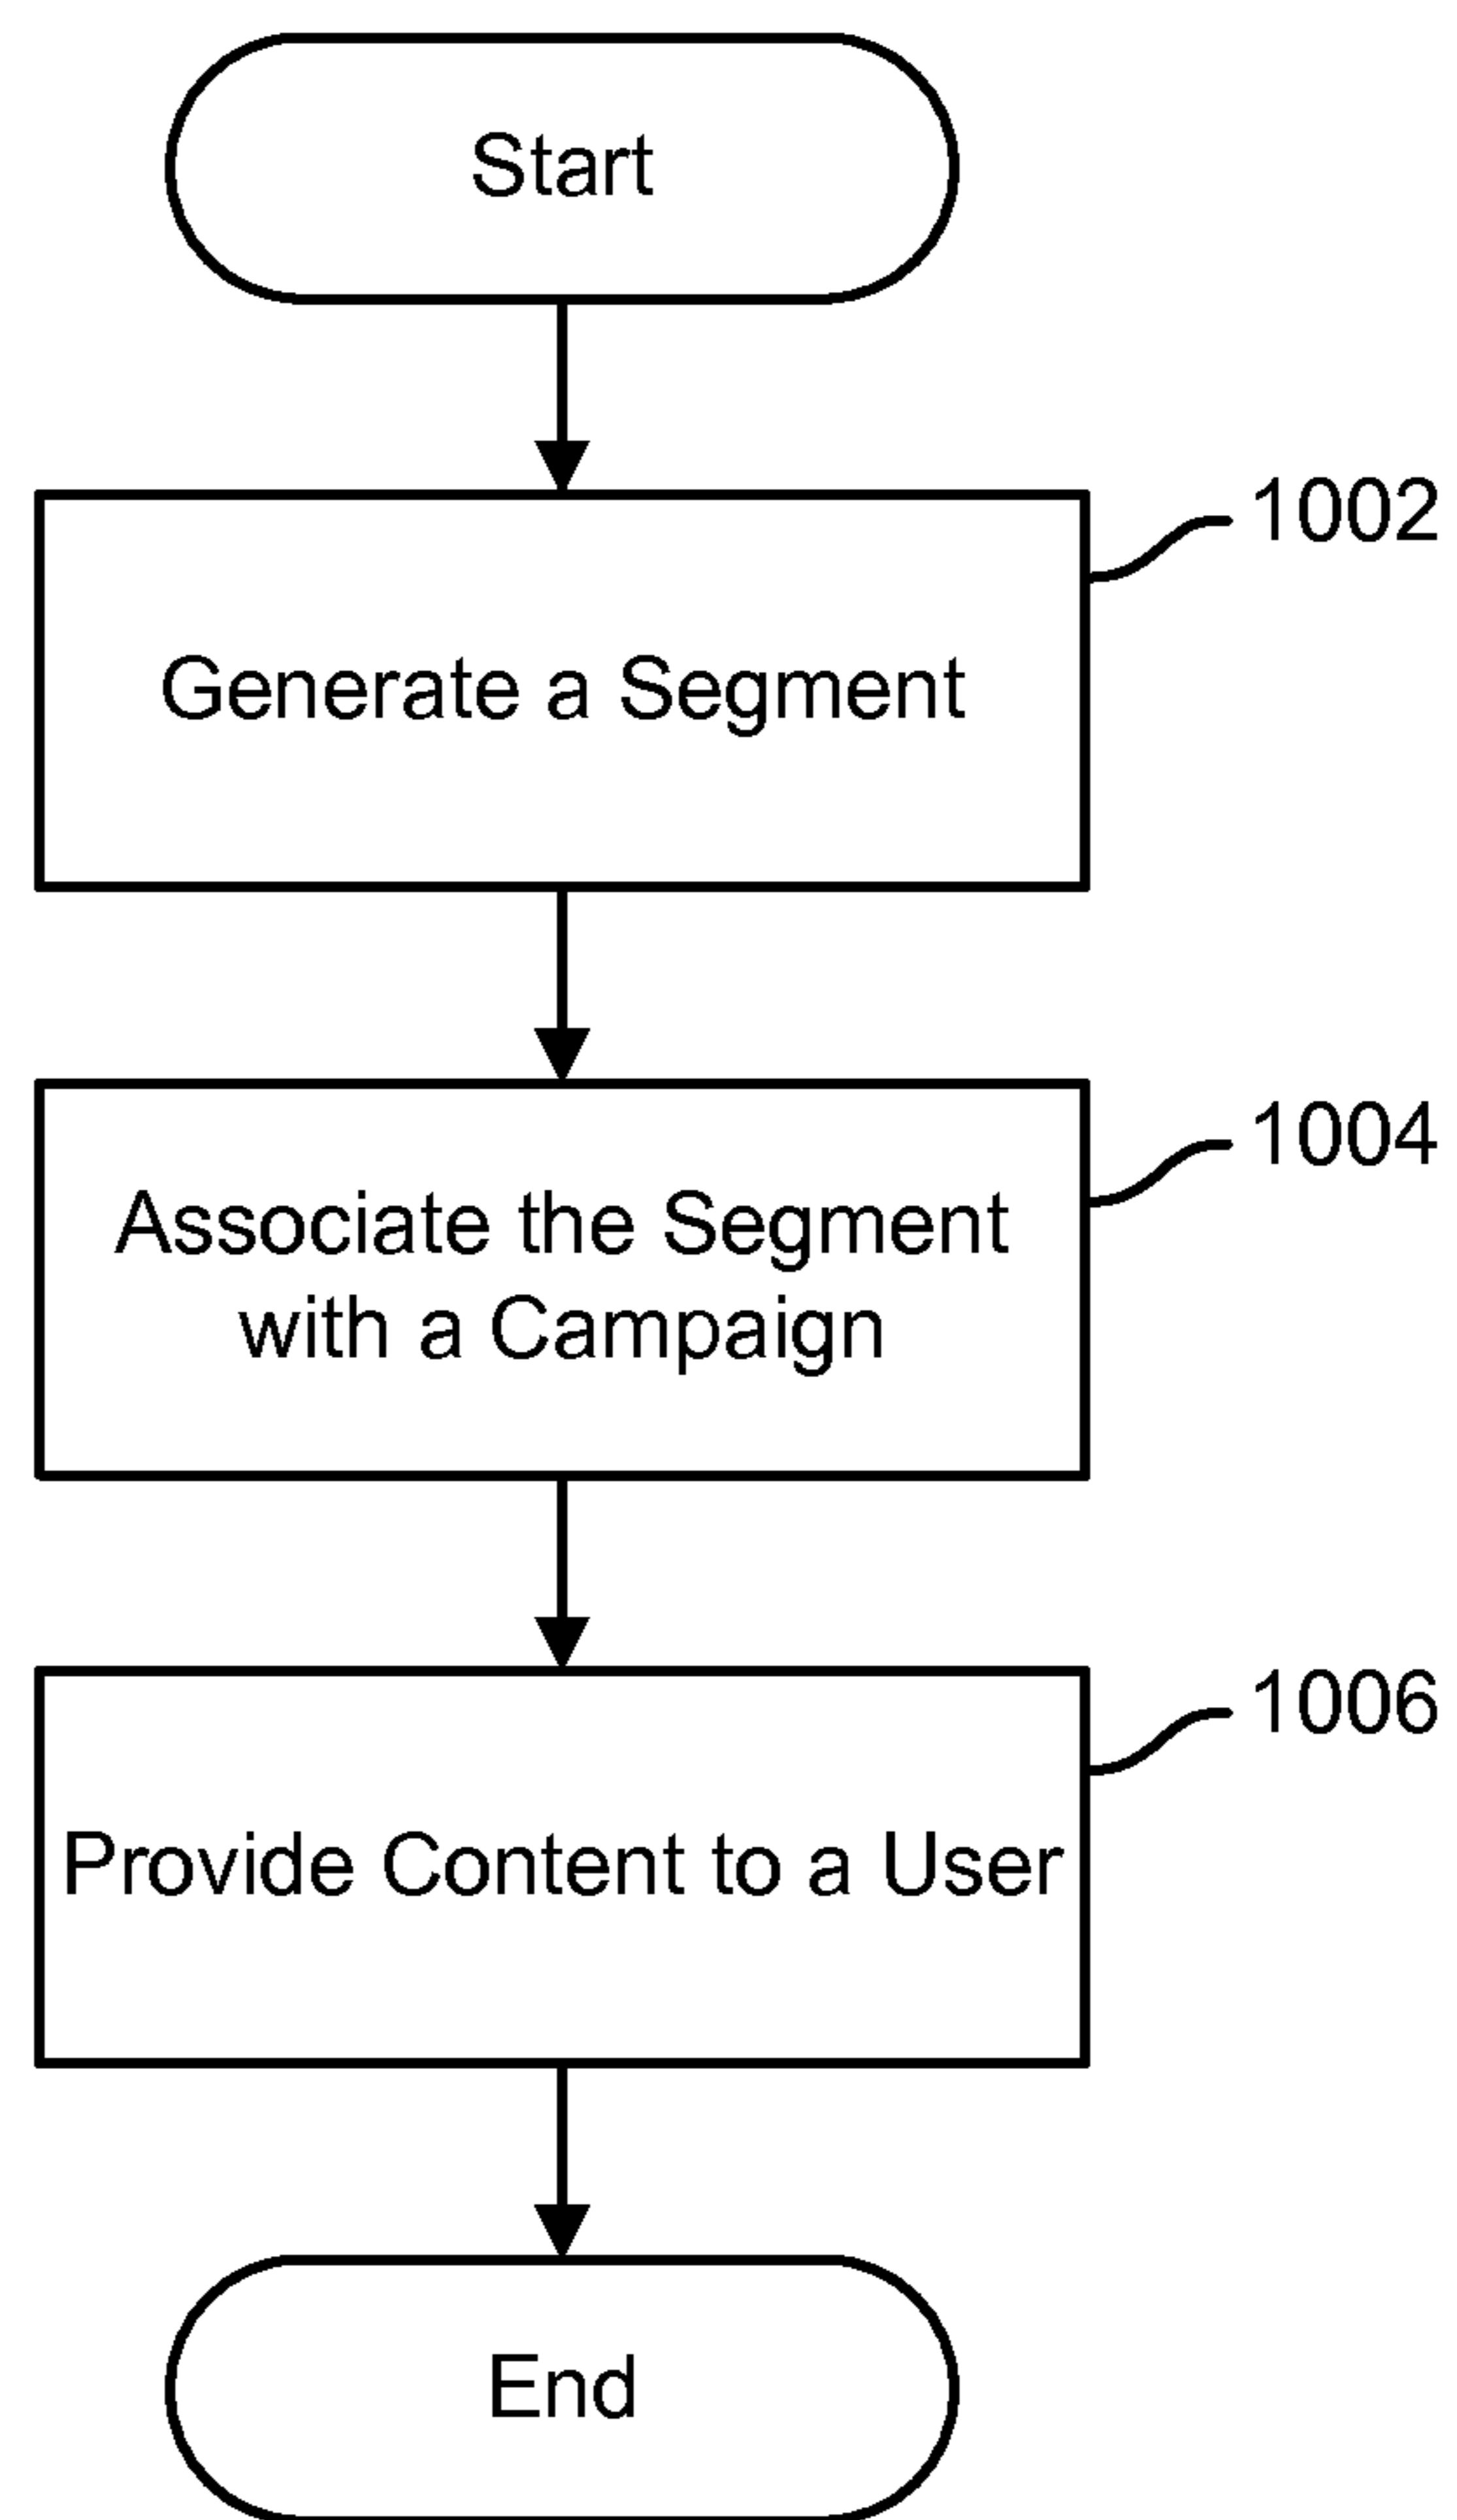 Start
1002
Generate a Segment
1004
Associate the Segment
with a Campaign
1006
Provide Content to a User
End